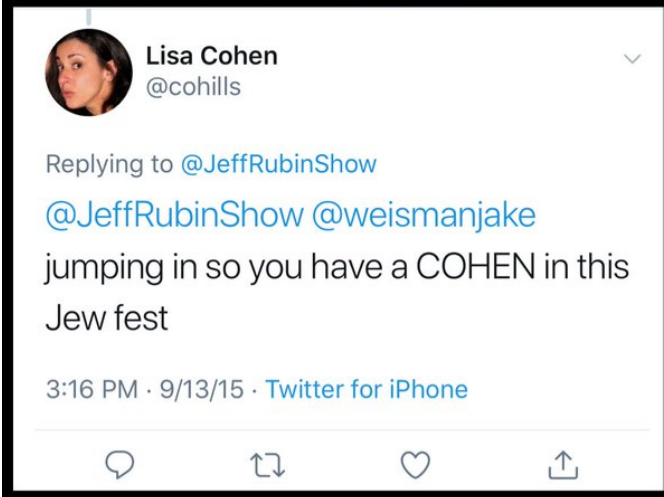 Lisa Cohen
@cohills
Replying to @JeffRubinShow
@JeffRubinShow @weismanjake
jumping in so you have a COHEN in this
Jew fest
3:16 PM · 9/13/15 · Twitter for iPhone